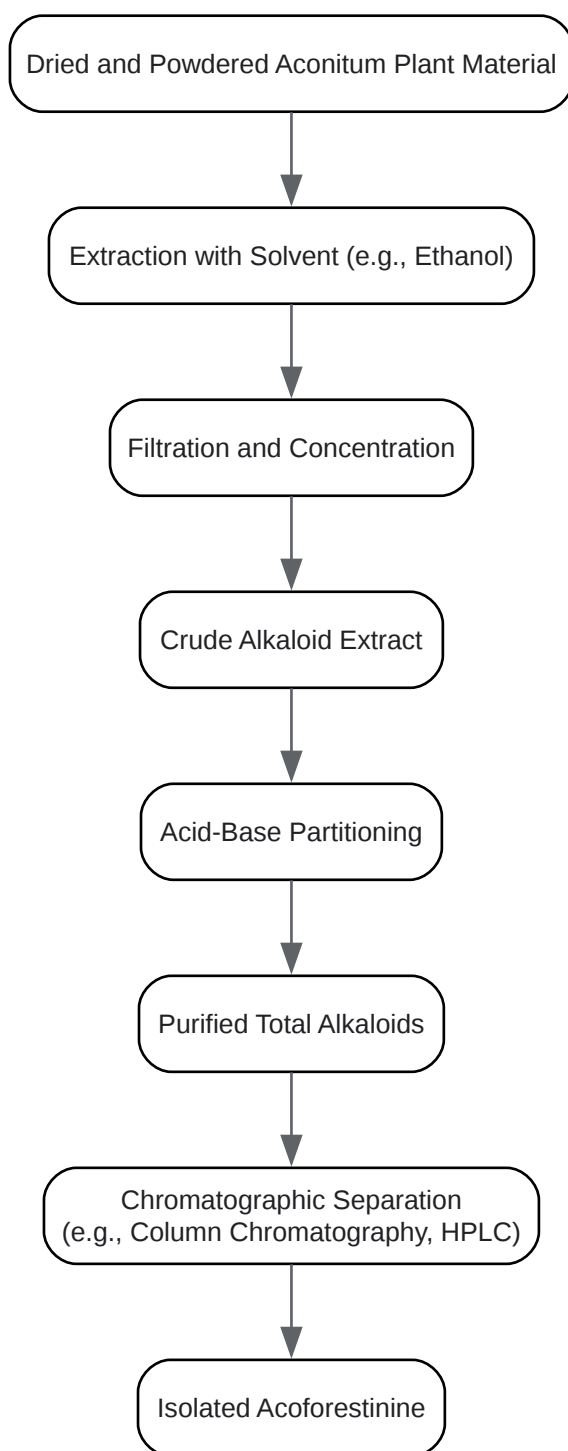 Dried and Powdered Aconitum Plant Material
Extraction with Solvent (e.g., Ethanol)
Filtration and Concentration
Crude Alkaloid Extract
Acid-Base Partitioning
Purified Total Alkaloids
Chromatographic Separation
(e.g., Column Chromatography, HPLC)
Isolated Acoforestinine